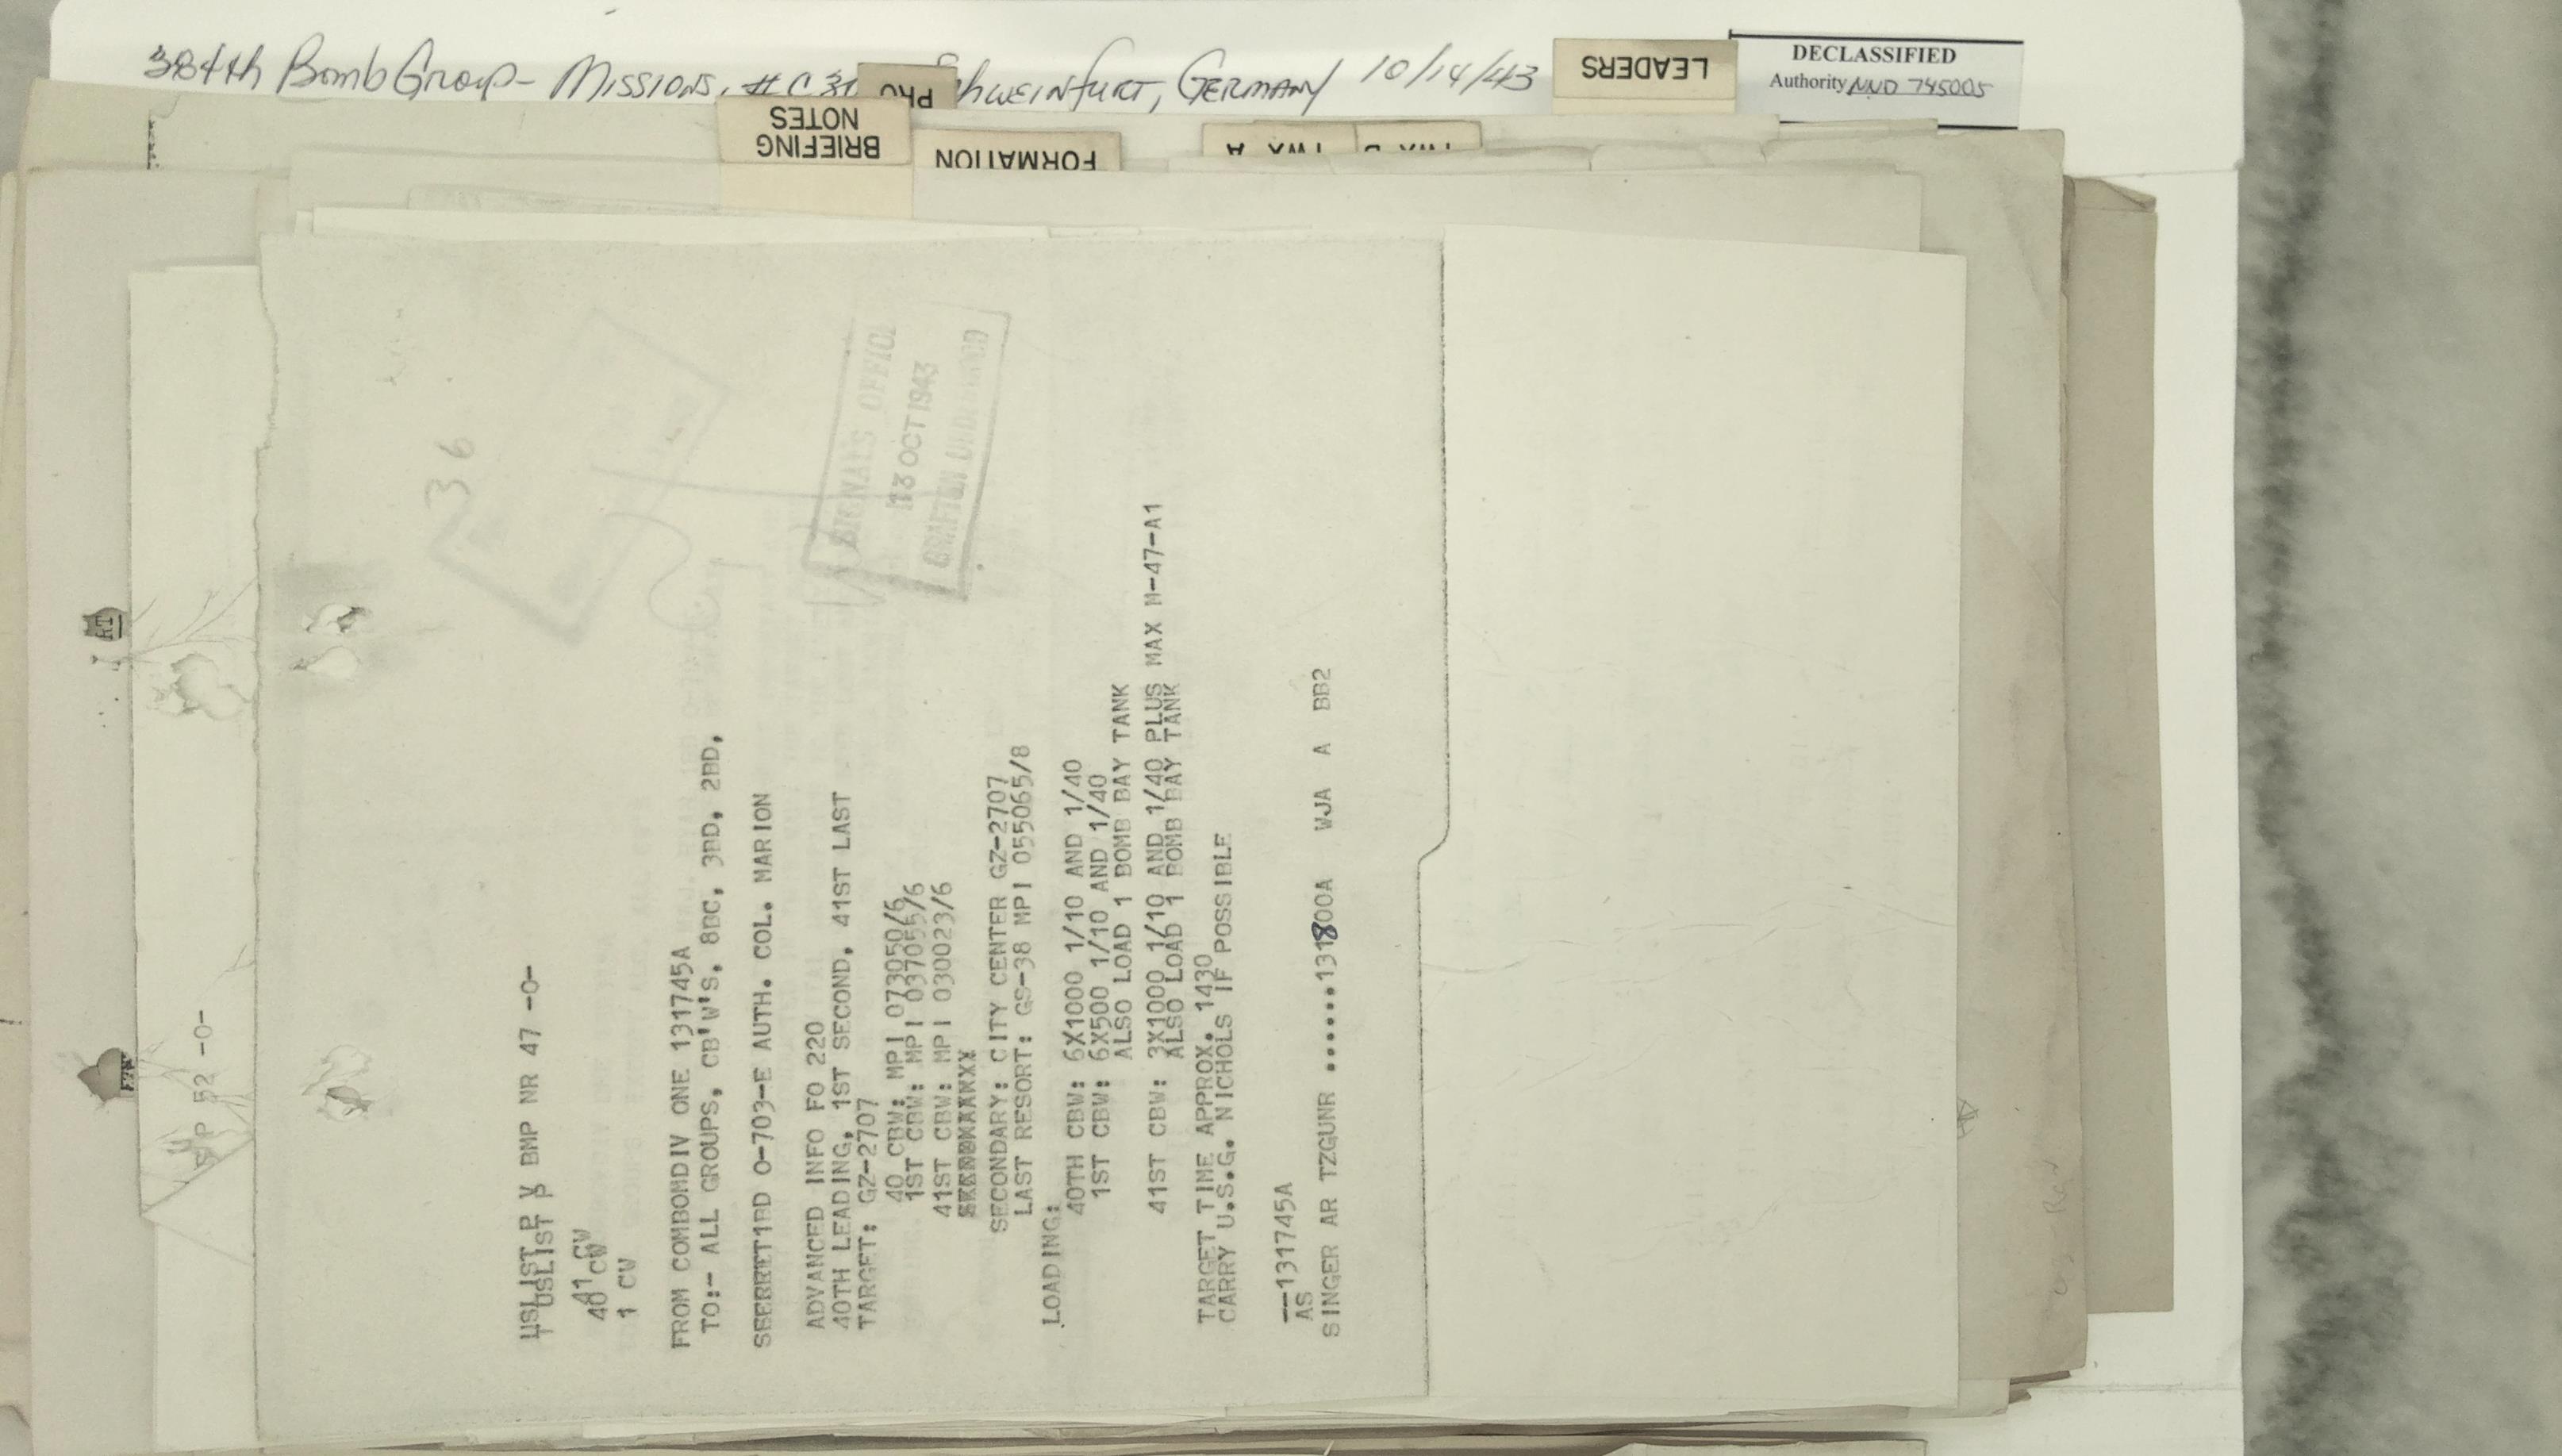 384th Bomb Group - Missions, #C
Schweinfurt, Germany 10/14/43
LEADERS
DECLASSIFIED
Authority NND 745005
PRO
BRIEFING
NOTES
FORMATION
TWX A
P 52 -O-
36
SIGNALS OFFICE
13 OCT 1943
GRAFTON UNDERWOOD
USLIST P V BMP NR 47 -O-
T USLIST P
41 CW
40 CW
1 CW
FROM COMBOMDIV ONE 131745A
TO:- ALL GROUPS, CB'W'S, 8BC, 3BD, 2BD,
O-703-E AUTH. COL. MARION
ADVANCED INFO FO 220
40TH LEADING, 1ST SECOND, 41ST LAST
TARGET: GZ-2707
40 CBW: MPI 073050/6
1ST CBW: MPI 037055/6
41ST CBW: MPI 030023/6
SECONDARY: CITY CENTER GZ-2707
LAST RESORT: GS-38 MPI 055065/8
LOADING:
40TH CBW: 6X1000 1/10 AND 1/40
1ST CBW: 6X500 1/10 AND 1/40
ALSO LOAD 1 BOMB BAY TANK
41ST CBW: 3X1000 1/10 AND 1/40 PLUS MAX M-47-A1
ALSO LOAD 1 BOMB BAY TANK
TARGET TIME APPROX. 1430
CARRY U.S.G. NICHOLS IF POSSIBLE
--131745A
AS
SINGER AR TZGUNR .......131800A WJA A BB2